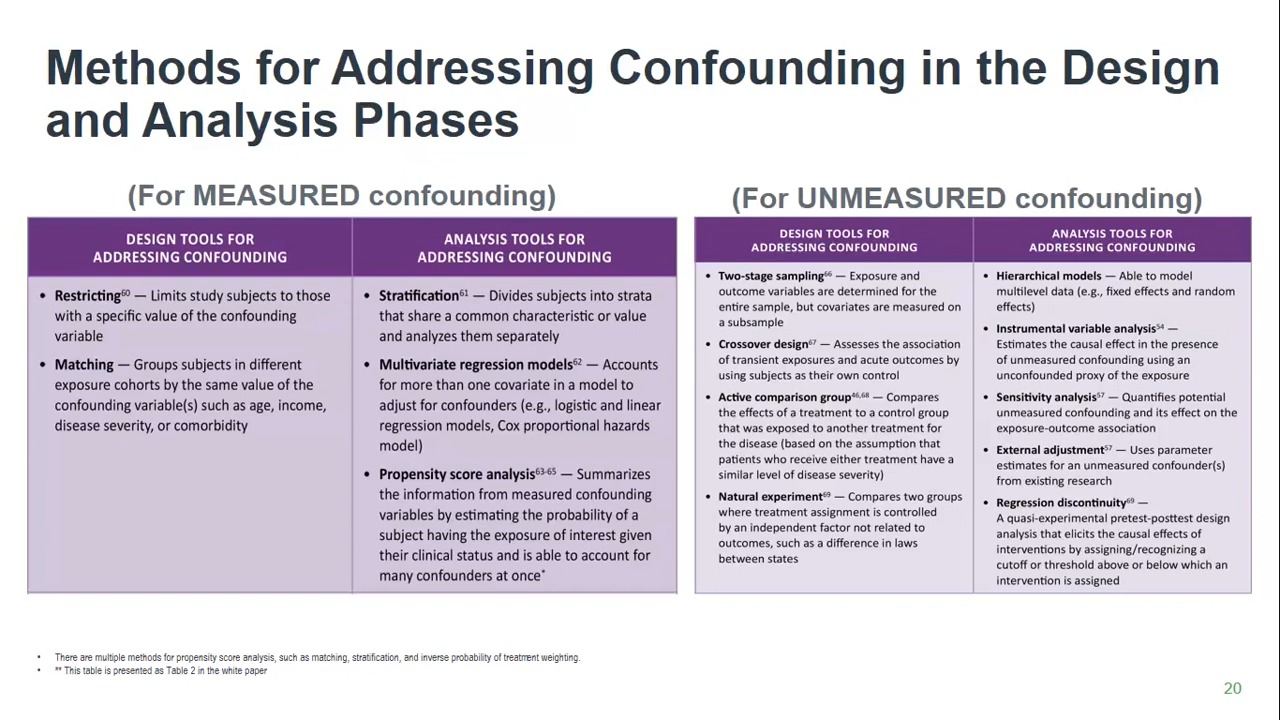 Methods for Addressing Confounding in the Design
and Analysis Phases
(For MEASURED confounding)
DESIGN TOOLS FOR
ADDRESSING CONFOUNDING
• Restricting60 — Limits study subjects to those
with a specific value of the confounding
variable
• Matching — Groups subjects in different
exposure cohorts by the same value of the
confounding variable(s) such as age, income,
disease severity, or comorbidity
ANALYSIS TOOLS FOR
ADDRESSING CONFOUNDING
• Stratification61 — Divides subjects into strata
that share a common characteristic or value
and analyzes them separately
• Multivariate regression models62 — Accounts
for more than one covariate in a model to
adjust for confounders (e.g., logistic and linear
regression models, Cox proportional hazards
model)
• Propensity score analysis63-65 — Summarizes
the information from measured confounding
variables by estimating the probability of a
subject having the exposure of interest given
their clinical status and is able to account for
many confounders at once*
(For UNMEASURED confounding)
DESIGN TOOLS FOR
ADDRESSING CONFOUNDING
• Two-stage sampling66 — Exposure and
outcome variables are determined for the
entire sample, but covariates are measured on
a subsample
• Crossover design67 — Assesses the association
of transient exposures and acute outcomes by
using subjects as their own control
• Active comparison group46,68 — Compares
the effects of a treatment to a control group
that was exposed to another treatment for
the disease (based on the assumption that
patients who receive either treatment have a
similar level of disease severity)
• Natural experiment69 — Compares two groups
where treatment assignment is controlled
by an independent factor not related to
outcomes, such as a difference in laws
between states
ANALYSIS TOOLS FOR
ADDRESSING CONFOUNDING
• Hierarchical models — Able to model
multilevel data (e.g., fixed effects and random
effects)
• Instrumental variable analysis54 —
Estimates the causal effect in the presence
of unmeasured confounding using an
unconfounded proxy of the exposure
• Sensitivity analysis57 — Quantifies potential
unmeasured confounding and its effect on the
exposure-outcome association
• External adjustment57 — Uses parameter
estimates for an unmeasured confounder(s)
from existing research
• Regression discontinuity69 —
A quasi-experimental pretest-posttest design
analysis that elicits the causal effects of
interventions by assigning/recognizing a
cutoff or threshold above or below which an
intervention is assigned
• There are multiple methods for propensity score analysis, such as matching, stratification, and inverse probability of treatment weighting.
• ** This table is presented as Table 2 in the white paper
20